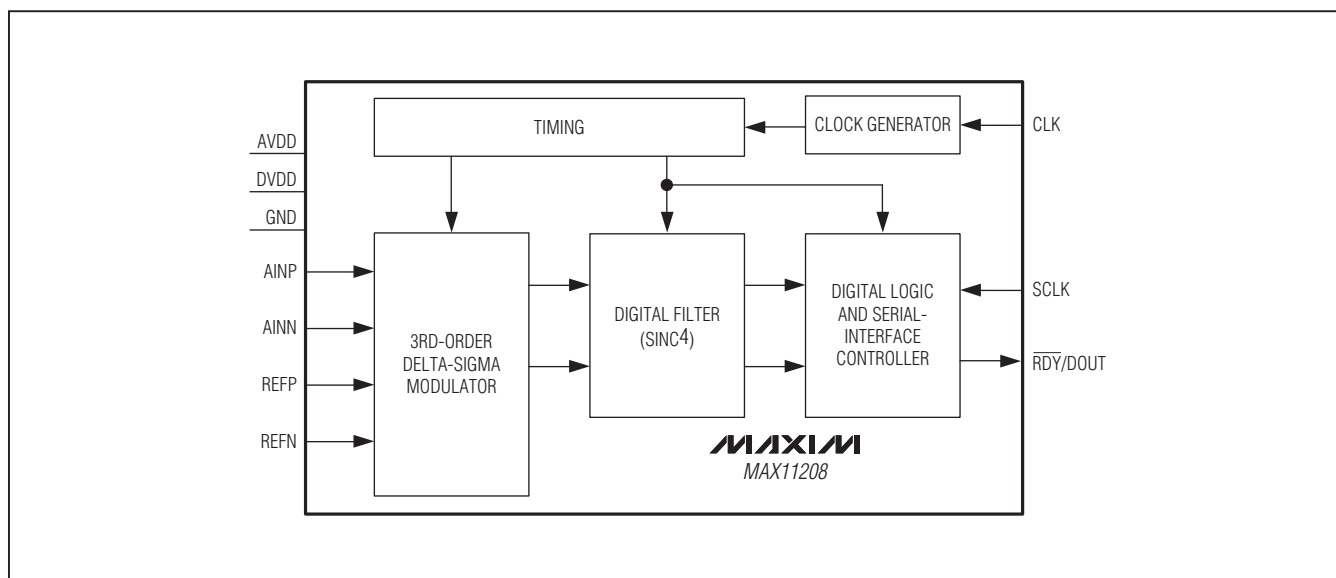 TIMING
CLOCK GENERATOR
CLK
AVDD
DVDD
GND
AINP
AINN
REFP
REFN
3RD-ORDER
DELTA-SIGMA
MODULATOR
DIGITAL FILTER
(SINC4)
DIGITAL LOGIC
AND SERIAL-
INTERFACE
CONTROLLER
SCLK
RDY/DOUT
MAXIM
MAX11208